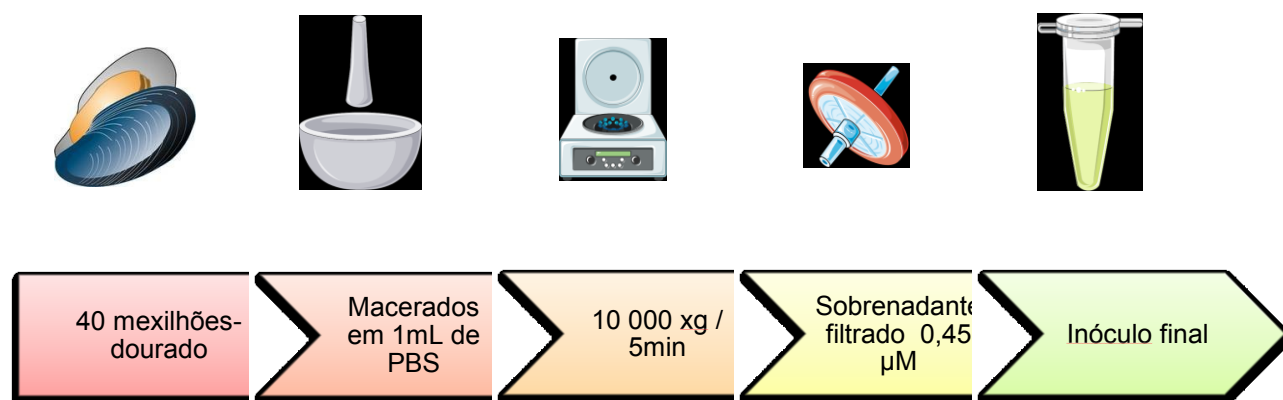 40 mexilhões-
dourado
Macerados
em 1mL de
PBS
10 000 xg /
5min
Sobrenadante
filtrado 0,45
µM
Inóculo final